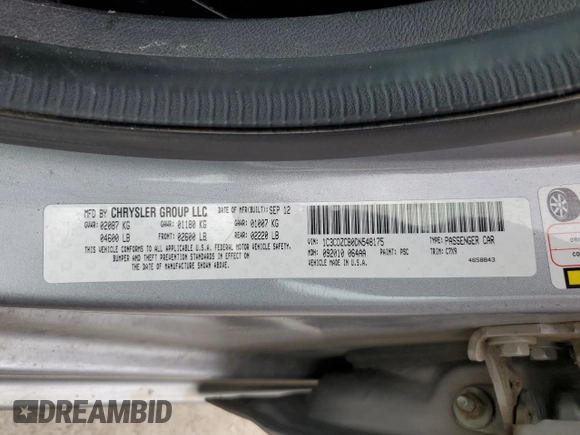 MFD BY CHRYSLER GROUP LLC DATE OF MFR(BUILT): SEP 12
GVWR: 02087 KG GAWR: 01180 KG GAWR: 01007 KG
04600 LB FRONT: 02600 LB REAR: 02220 LB
THIS VEHICLE CONFORMS TO ALL APPLICABLE U.S.A. FEDERAL MOTOR VEHICLE SAFETY,
BUMPER AND THEFT PREVENTION STANDARDS IN EFFECT ON
THE DATE OF MANUFACTURE SHOWN ABOVE.
VIN: 1C3CDZCB0DN548175 TYPE: PASSENGER CAR
MDH: 092010 064AA PAINT: PSC TRIM: C7X9
VEHICLE MADE IN U.S.A. 4658843
DREAMBID